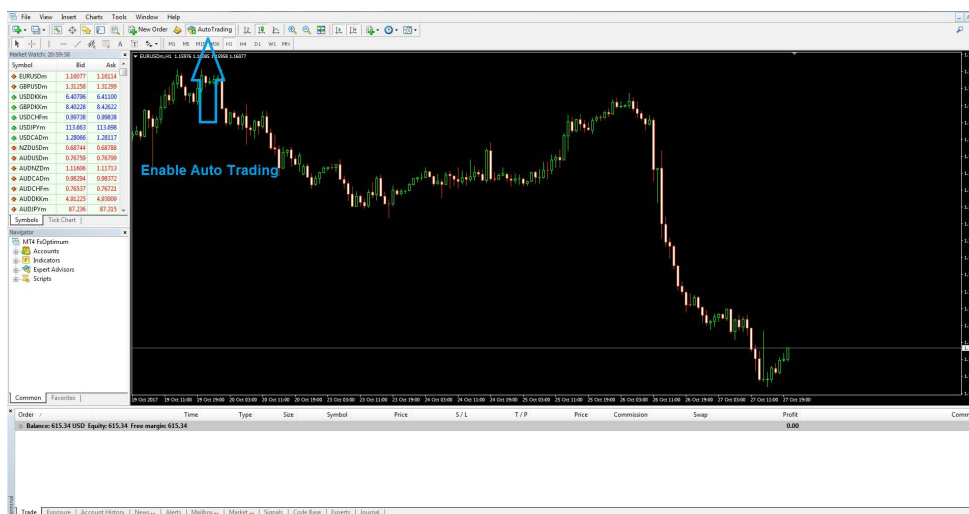 File View Insert Charts Tools Window Help
New Order AutoTrading
A T M1 M5 M15 M30 H1 H4 D1 W1 MN
Market Watch: 20:59:58
Symbol Bid Ask
EURUSDm 1.16077 1.16114
GBPUSDm 1.31258 1.31299
USDDKKm 6.40796 6.41100
GBPDKKm 8.40228 8.42622
USDCHFm 0.99738 0.99838
USDJPYm 113.663 113.698
USDCADm 1.28066 1.28117
NZDUSDm 0.68744 0.68788
AUDUSDm 0.76759 0.76799
AUDNZDm 1.11606 1.11713
AUDCADm 0.98294 0.98372
AUDCHFm 0.76537 0.76721
AUDDKKm 4.91225 4.93009
AUDJPYm 87.236 87.315
Symbols Tick Chart
Navigator
MT4 FxOptimum
Accounts
Indicators
Expert Advisors
Scripts
Common Favorites
EURUSDm,H1 1.15976 1.16077
Enable Auto Trading
19 Oct 2017 19 Oct 11:00 19 Oct 19:00 20 Oct 03:00 20 Oct 11:00 20 Oct 19:00 23 Oct 03:00 23 Oct 11:00 23 Oct 19:00 24 Oct 03:00 24 Oct 11:00 24 Oct 19:00 25 Oct 03:00 25 Oct 11:00 25 Oct 19:00 26 Oct 03:00 26 Oct 11:00 26 Oct 19:00 27 Oct 03:00 27 Oct 11:00 27 Oct 19:00
Order Time Type Size Symbol Price S / L T / P Price Commission Swap Profit Comm
Balance: 615.34 USD Equity: 615.34 Free margin: 615.34 0.00
Trade Exposure Account History News Alerts Mailbox Market Signals Code Base Experts Journal